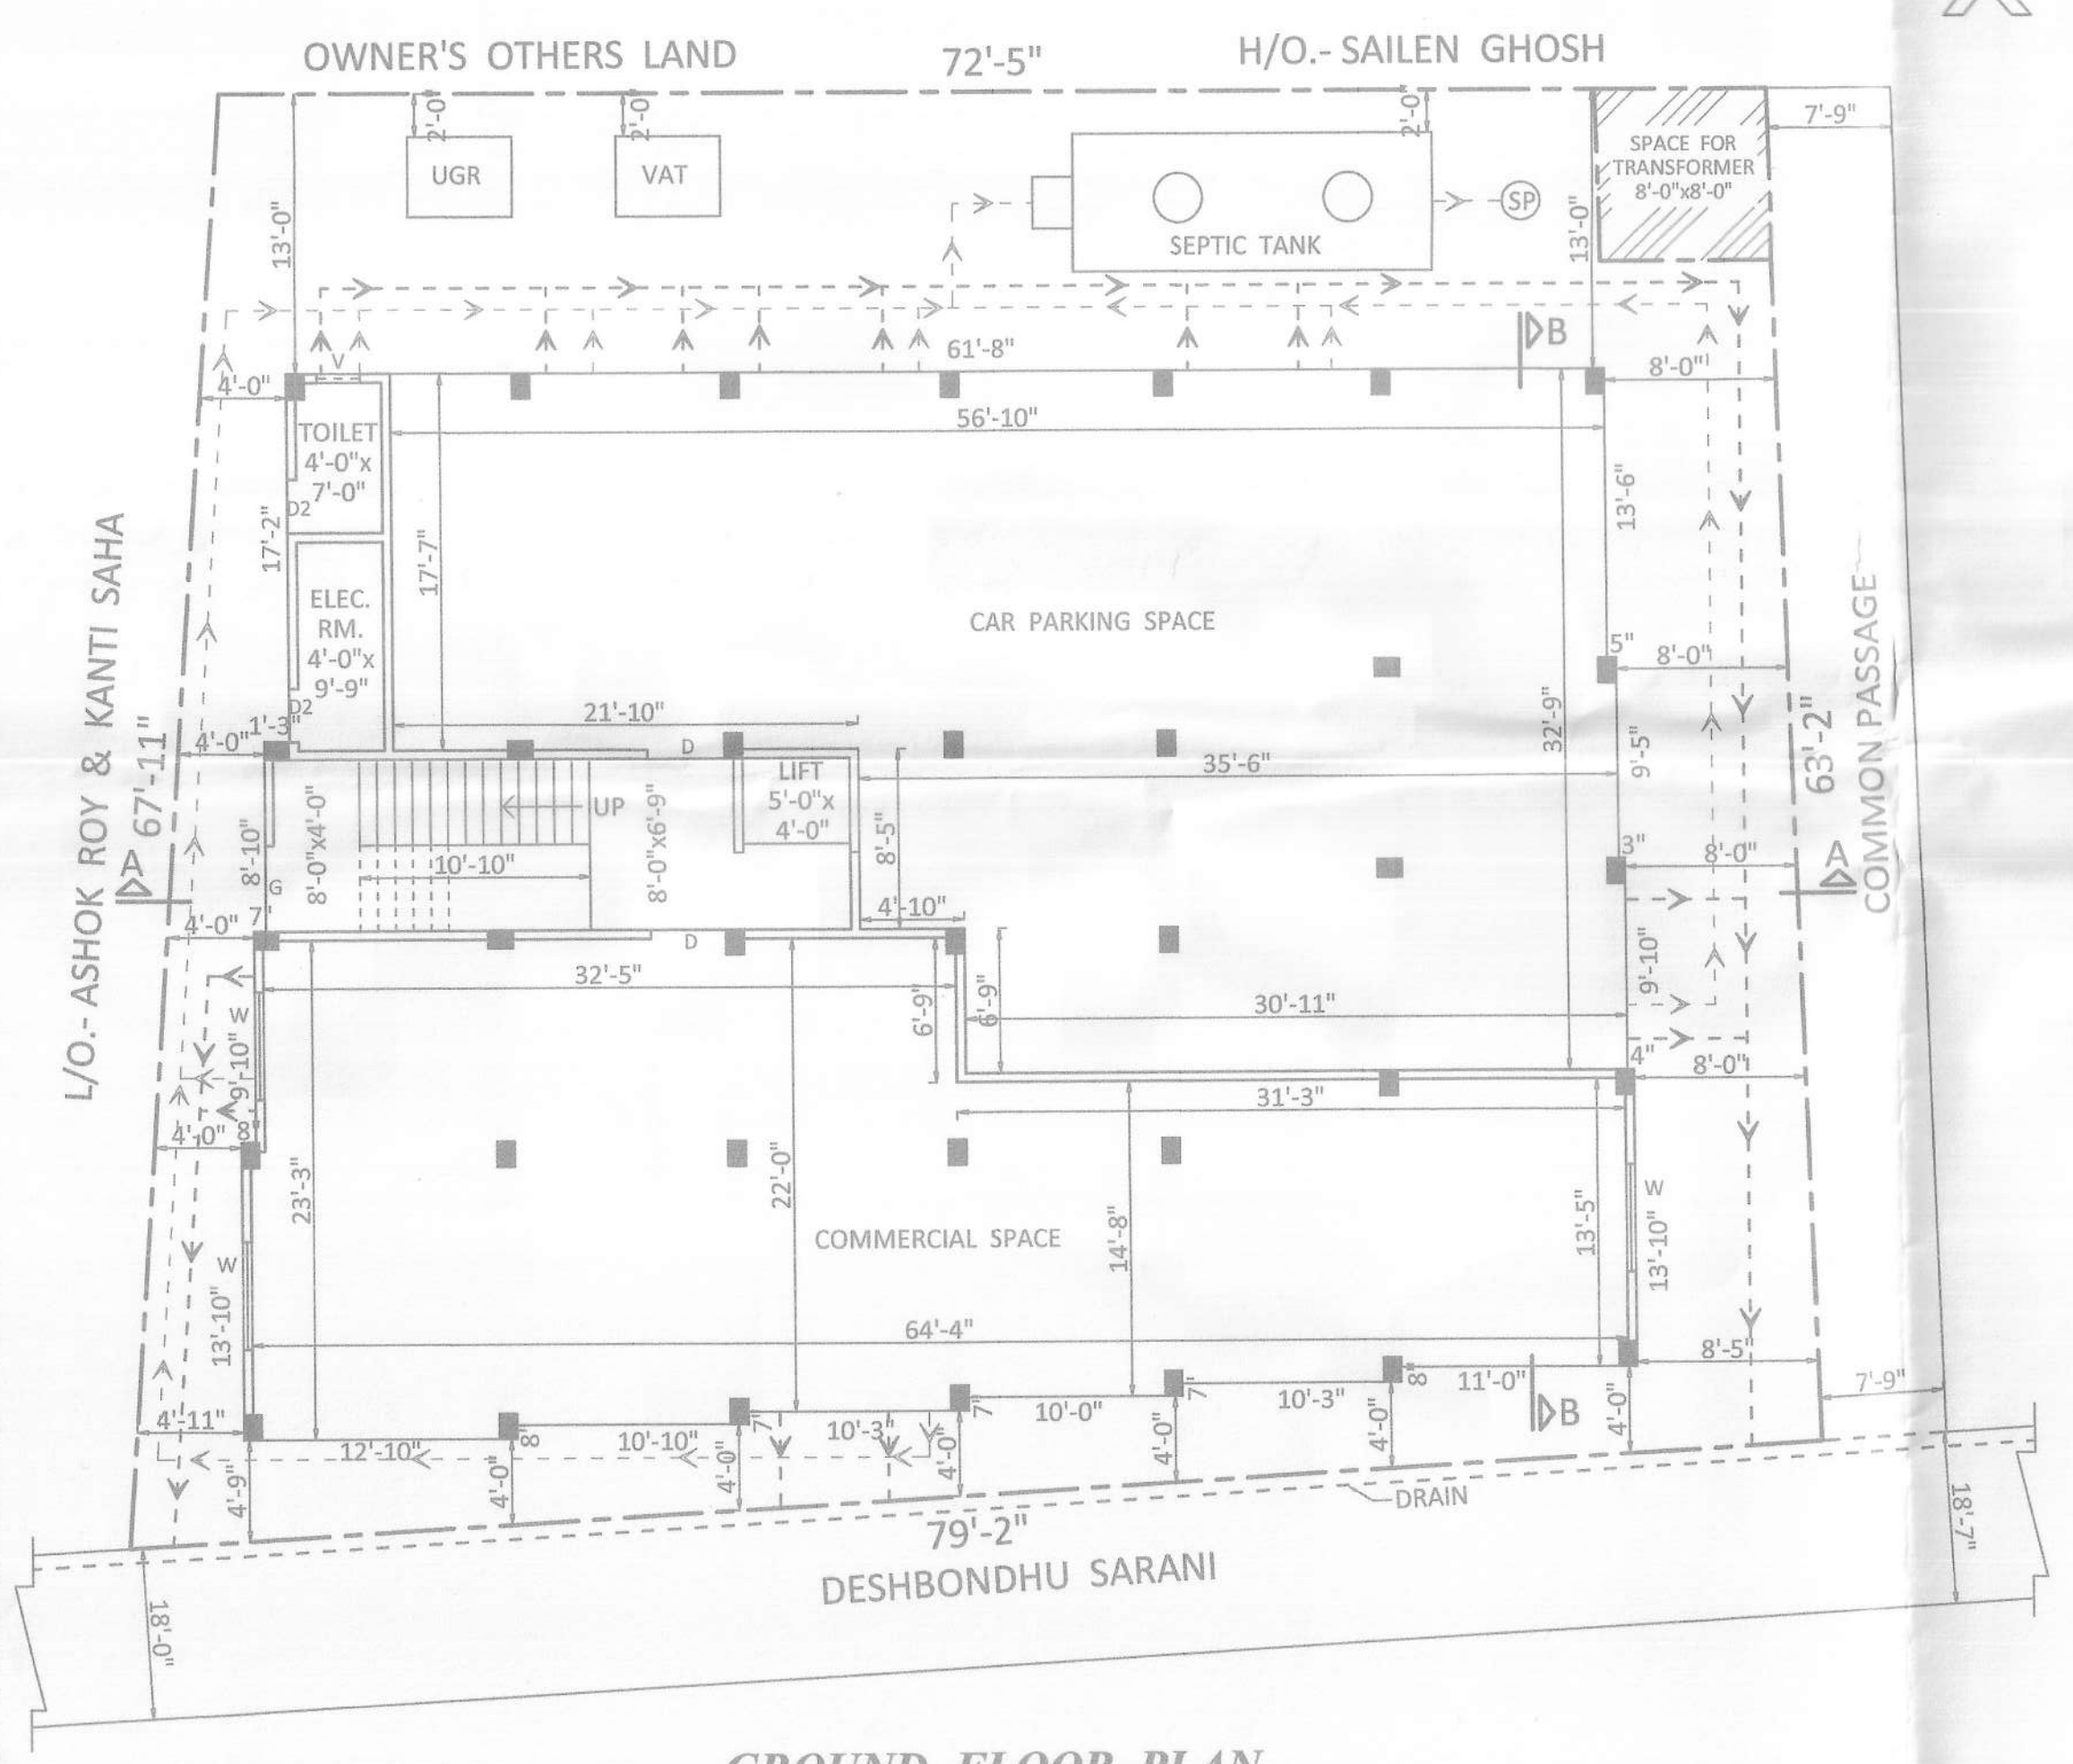 OWNER'S OTHERS LAND
72'-5"
H/O.- SAILEN GHOSH
2'-0
2'-0
2'-0
7'-9"
UGR
VAT
SEPTIC TANK
SP
SPACE FOR
TRANSFORMER
8'-0"x8'-0"
13'-0"
13'-0"
V
61'-8"
B
4'-0"
8'-0"
56'-10"
TOILET
4'-0"x
7'-0"
D2
17'-2"
17'-7"
13'-6"
ELEC.
RM.
4'-0"x
9'-9"
D2
CAR PARKING SPACE
5"
8'-0"
L/O.- ASHOK ROY & KANTI SAHA
67'-11"
COMMON PASSAGE
63'-2"
1'-3"
4'-0"
21'-10"
D
35'-6"
32'-9"
9'-5"
LIFT
5'-0"x
4'-0"
UP
8'-0"x4'-0"
8'-0"x6'-9"
8'-5"
10'-10"
8'-10"
G
A
3"
8'-0"
A
7"
4'-0"
4'-10"
D
32'-5"
6'-9"
6'-9"
30'-11"
9'-10"
W
9'-10"
4"
8'-0"
31'-3"
8"
4'-0"
23'-3"
22'-0"
14'-8"
13'-5"
W
13'-10"
COMMERCIAL SPACE
W
13'-10"
64'-4"
8'-5"
7'-9"
4'-11"
12'-10"
8"
10'-10"
7"
10'-3"
7"
10'-0"
7"
10'-3"
8"
11'-0"
B
4'-9"
4'-0"
4'-0"
4'-0"
4'-0"
4'-0"
4'-0"
DRAIN
79'-2"
DESHBONDHU SARANI
18'-0"
18'-7"
GROUND FLOOR PLAN